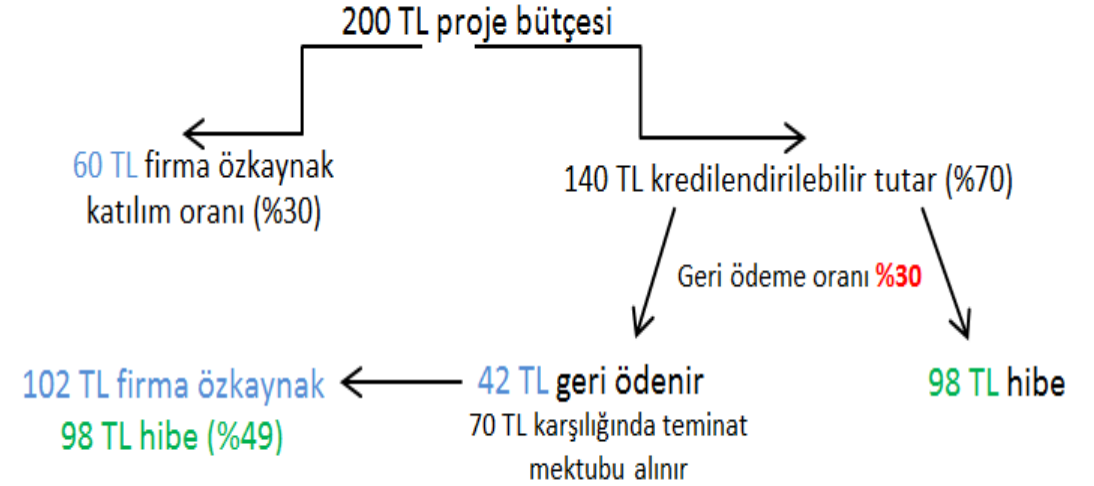 200 TL proje bütçesi
60 TL firma özkaynak
katılım oranı (%30)
140 TL kredilendirilebilir tutar (%70)
Geri ödeme oranı %30
102 TL firma özkaynak
98 TL hibe (%49)
42 TL geri ödenir
70 TL karşılığında teminat
mektubu alınır
98 TL hibe